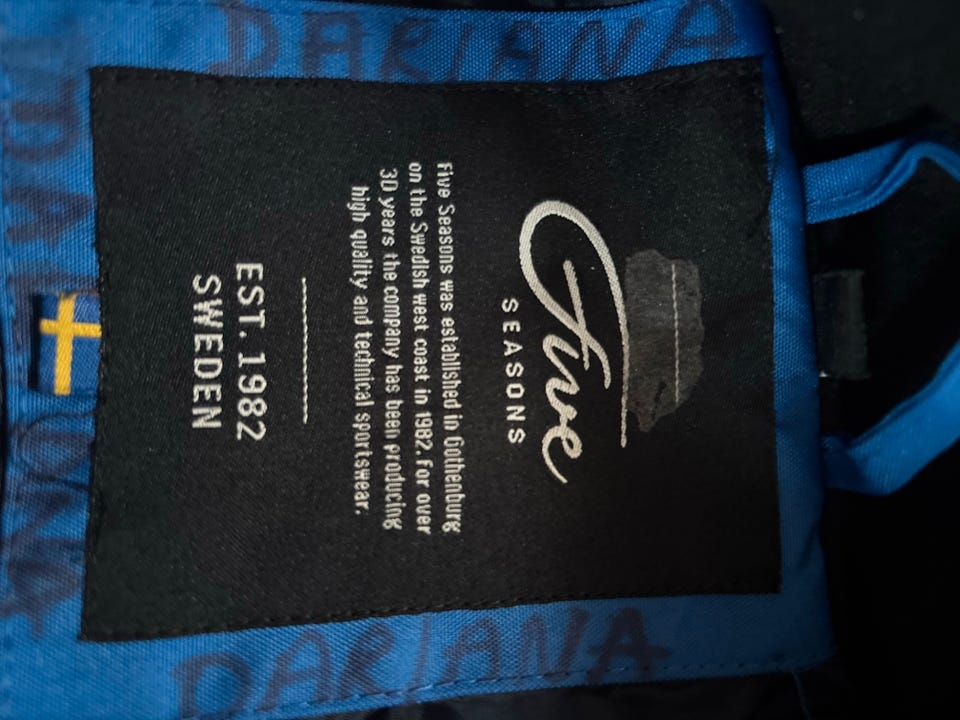 DARIANA
Five
SEASONS
Five Seasons was established in Gothenburg
on the Swedish west coast in 1982. For over
30 years the company has been producing
high quality and technical sportswear.
EST. 1982
SWEDEN
DARIANA